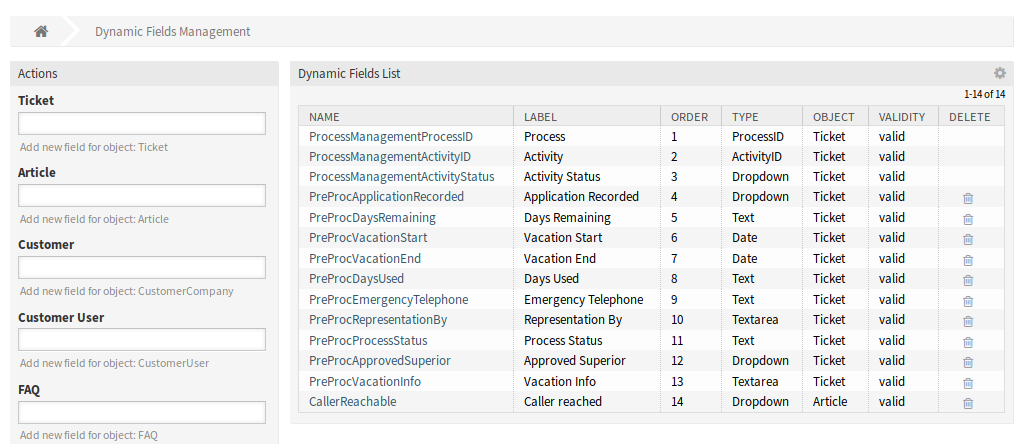 Dynamic Fields Management
Actions
Ticket
Add new field for object: Ticket
Article
Add new field for object: Article
Customer
Add new field for object: CustomerCompany
Customer User
Add new field for object: CustomerUser
FAQ
Add new field for object: FAQ
Dynamic Fields List
1-14 of 14
NAME LABEL ORDER TYPE OBJECT VALIDITY DELETE
ProcessManagementProcessID Process 1 ProcessID Ticket valid
ProcessManagementActivityID Activity 2 ActivityID Ticket valid
ProcessManagementActivityStatus Activity Status 3 Dropdown Ticket valid
PreProcApplicationRecorded Application Recorded 4 Dropdown Ticket valid
PreProcDaysRemaining Days Remaining 5 Text Ticket valid
PreProcVacationStart Vacation Start 6 Date Ticket valid
PreProcVacationEnd Vacation End 7 Date Ticket valid
PreProcDaysUsed Days Used 8 Text Ticket valid
PreProcEmergencyTelephone Emergency Telephone 9 Text Ticket valid
PreProcRepresentationBy Representation By 10 Textarea Ticket valid
PreProcProcessStatus Process Status 11 Text Ticket valid
PreProcApprovedSuperior Approved Superior 12 Dropdown Ticket valid
PreProcVacationInfo Vacation Info 13 Textarea Ticket valid
CallerReachable Caller reached 14 Dropdown Article valid